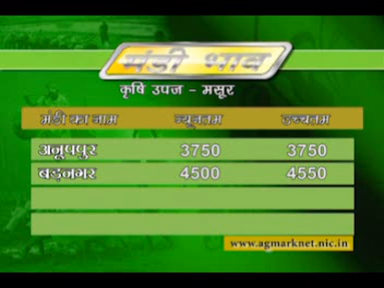 मंडी भाव
कृषि उपज - मसूर
मंडी का नाम न्यूनतम उच्चतम
अनूपपुर 3750 3750
बड़नगर 4500 4550
www.agmarknet.nic.in